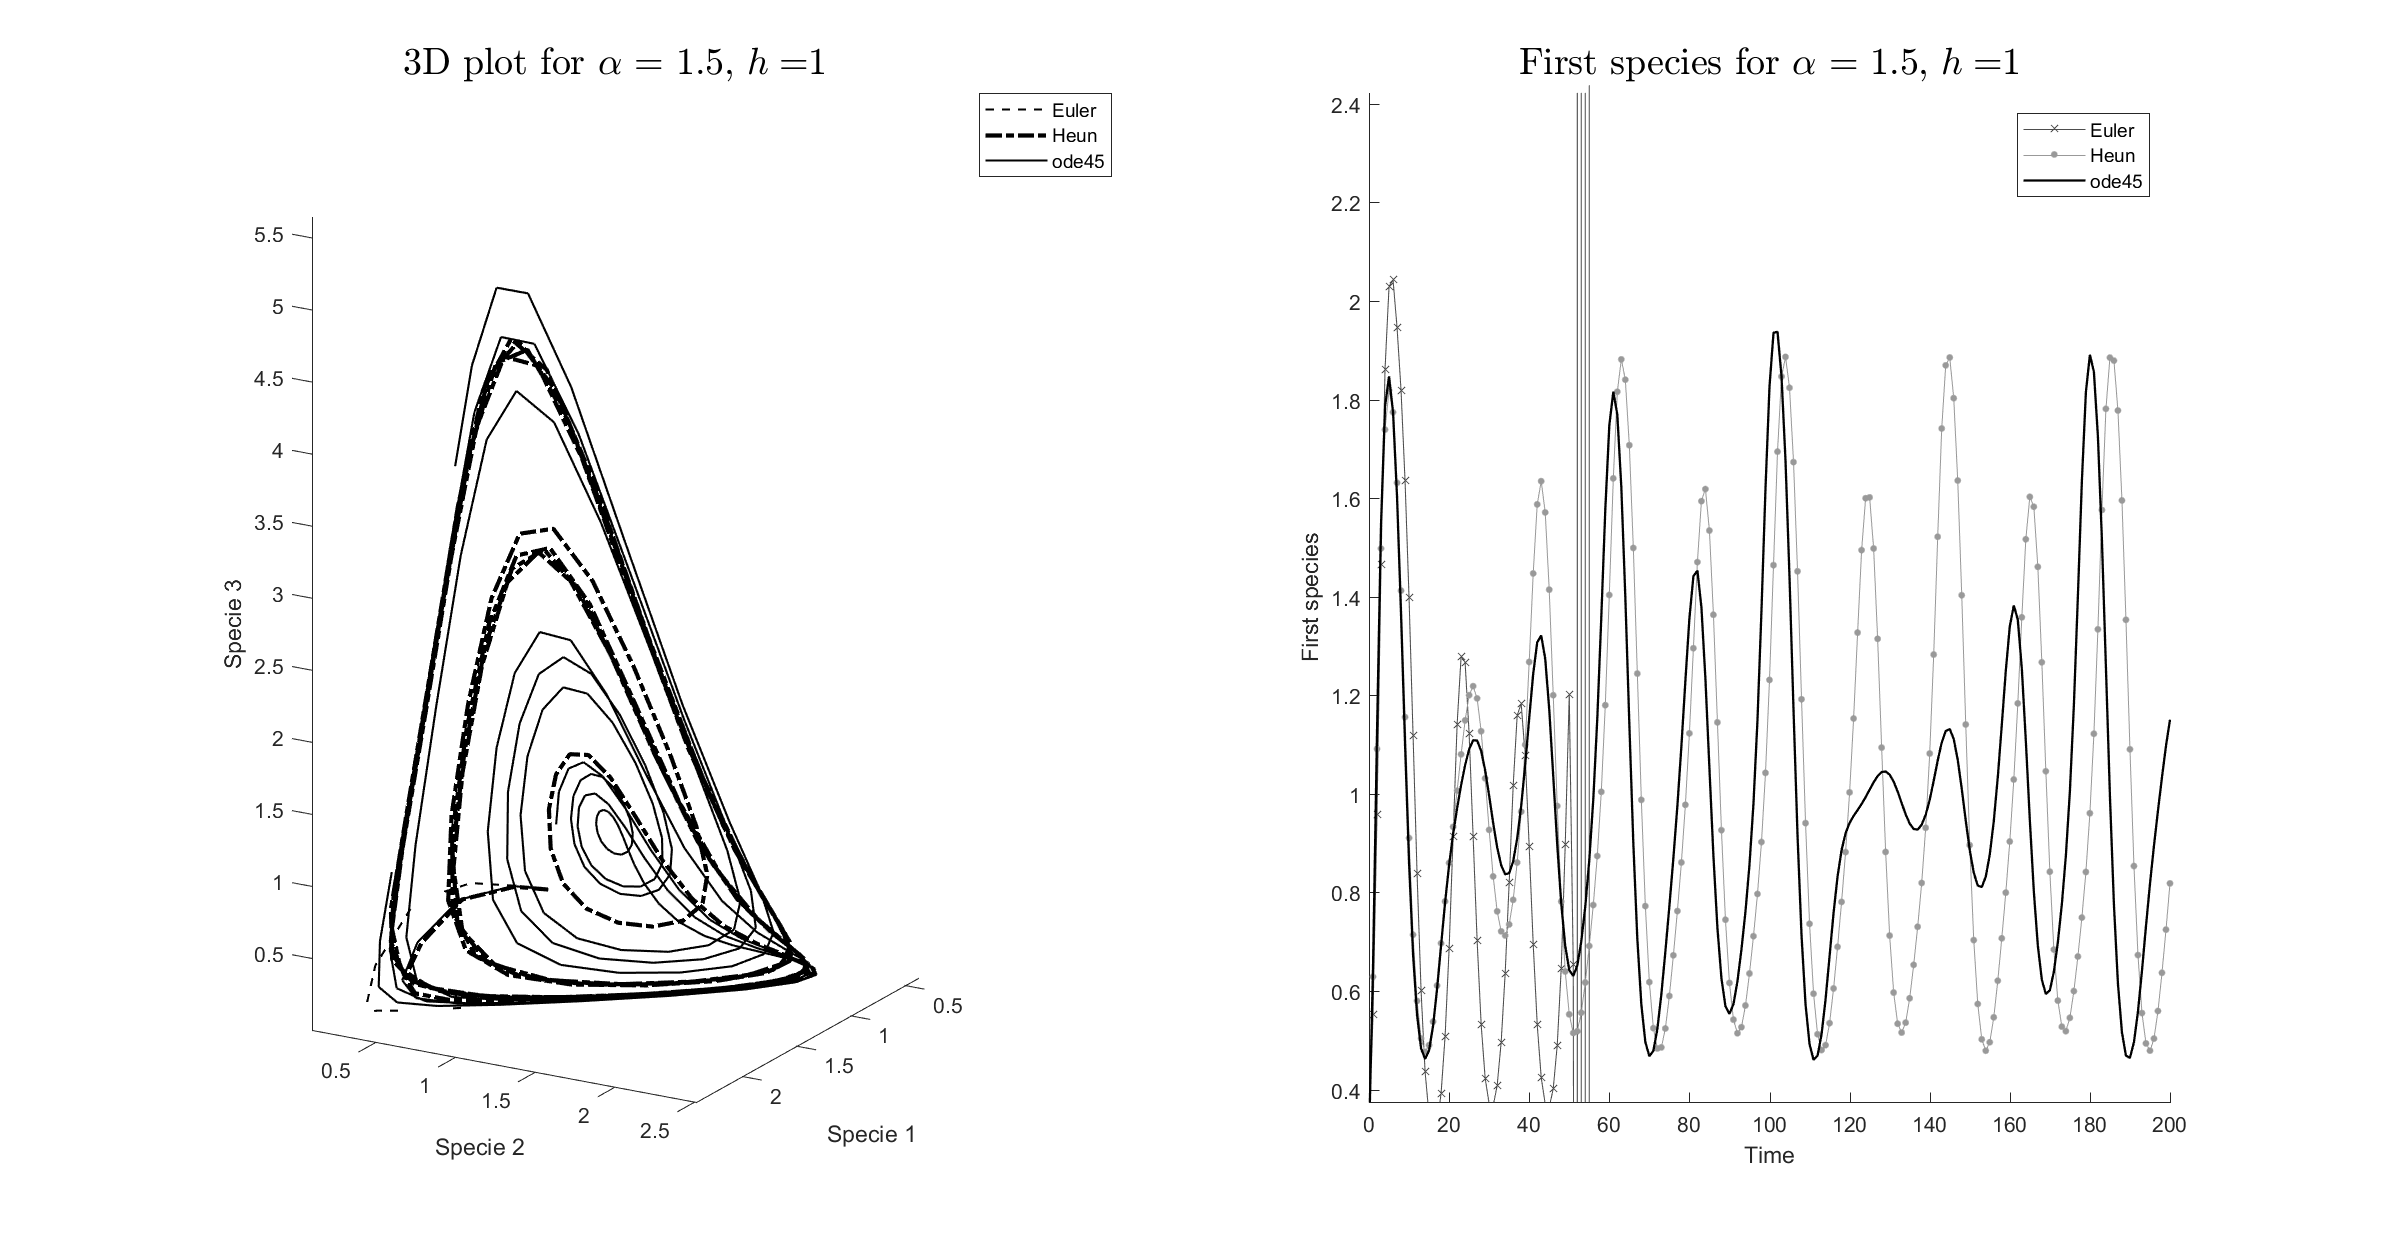 3D plot for α = 1.5, h =1
Euler
Heun
ode45
5.5
5
4.5
4
3.5
3
2.5
2
1.5
1
0.5
Specie 3
0.5
1
1.5
2
2.5
Specie 2
0.5
1
1.5
2
Specie 1
First species for α = 1.5, h =1
Euler
Heun
ode45
2.4
2.2
2
1.8
1.6
1.4
1.2
1
0.8
0.6
0.4
First species
0 20 40 60 80 100 120 140 160 180 200
Time